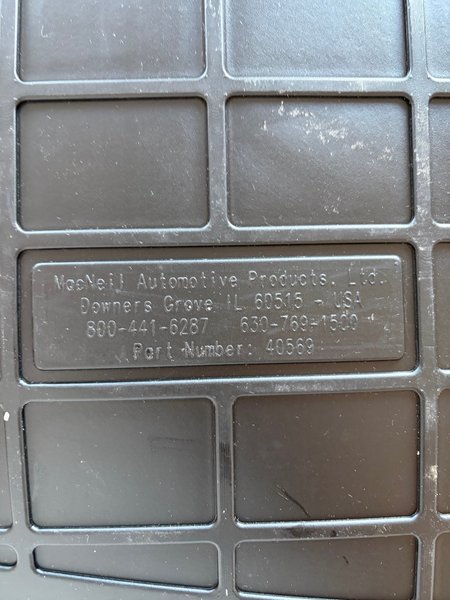 MacNeil Automotive Products, Ltd.
Downers Grove IL 60515 - USA
800-441-6287 630-769-1500
Part Number: 40569